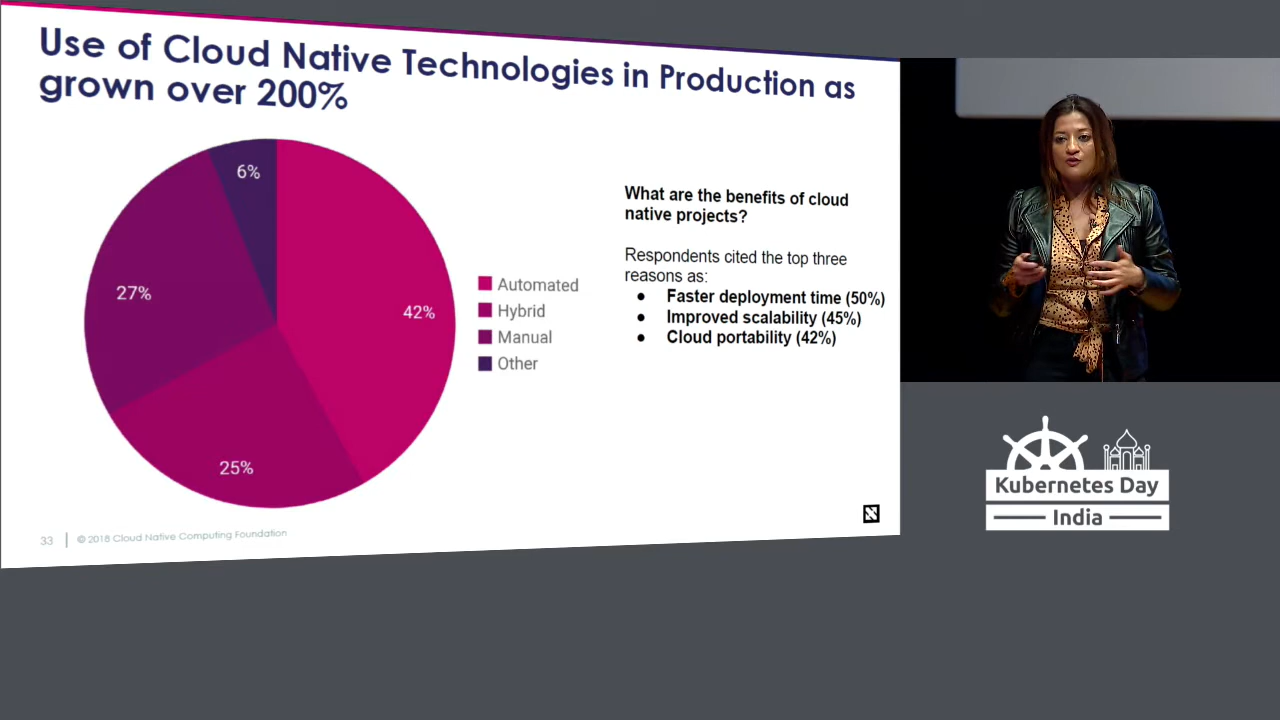 Use of Cloud Native Technologies in Production as
grown over 200%
6%
27%
42%
25%
Automated
Hybrid
Manual
Other
What are the benefits of cloud
native projects?
Respondents cited the top three
reasons as:
● Faster deployment time (50%)
● Improved scalability (45%)
● Cloud portability (42%)
33 | © 2018 Cloud Native Computing Foundation
Kubernetes Day
India